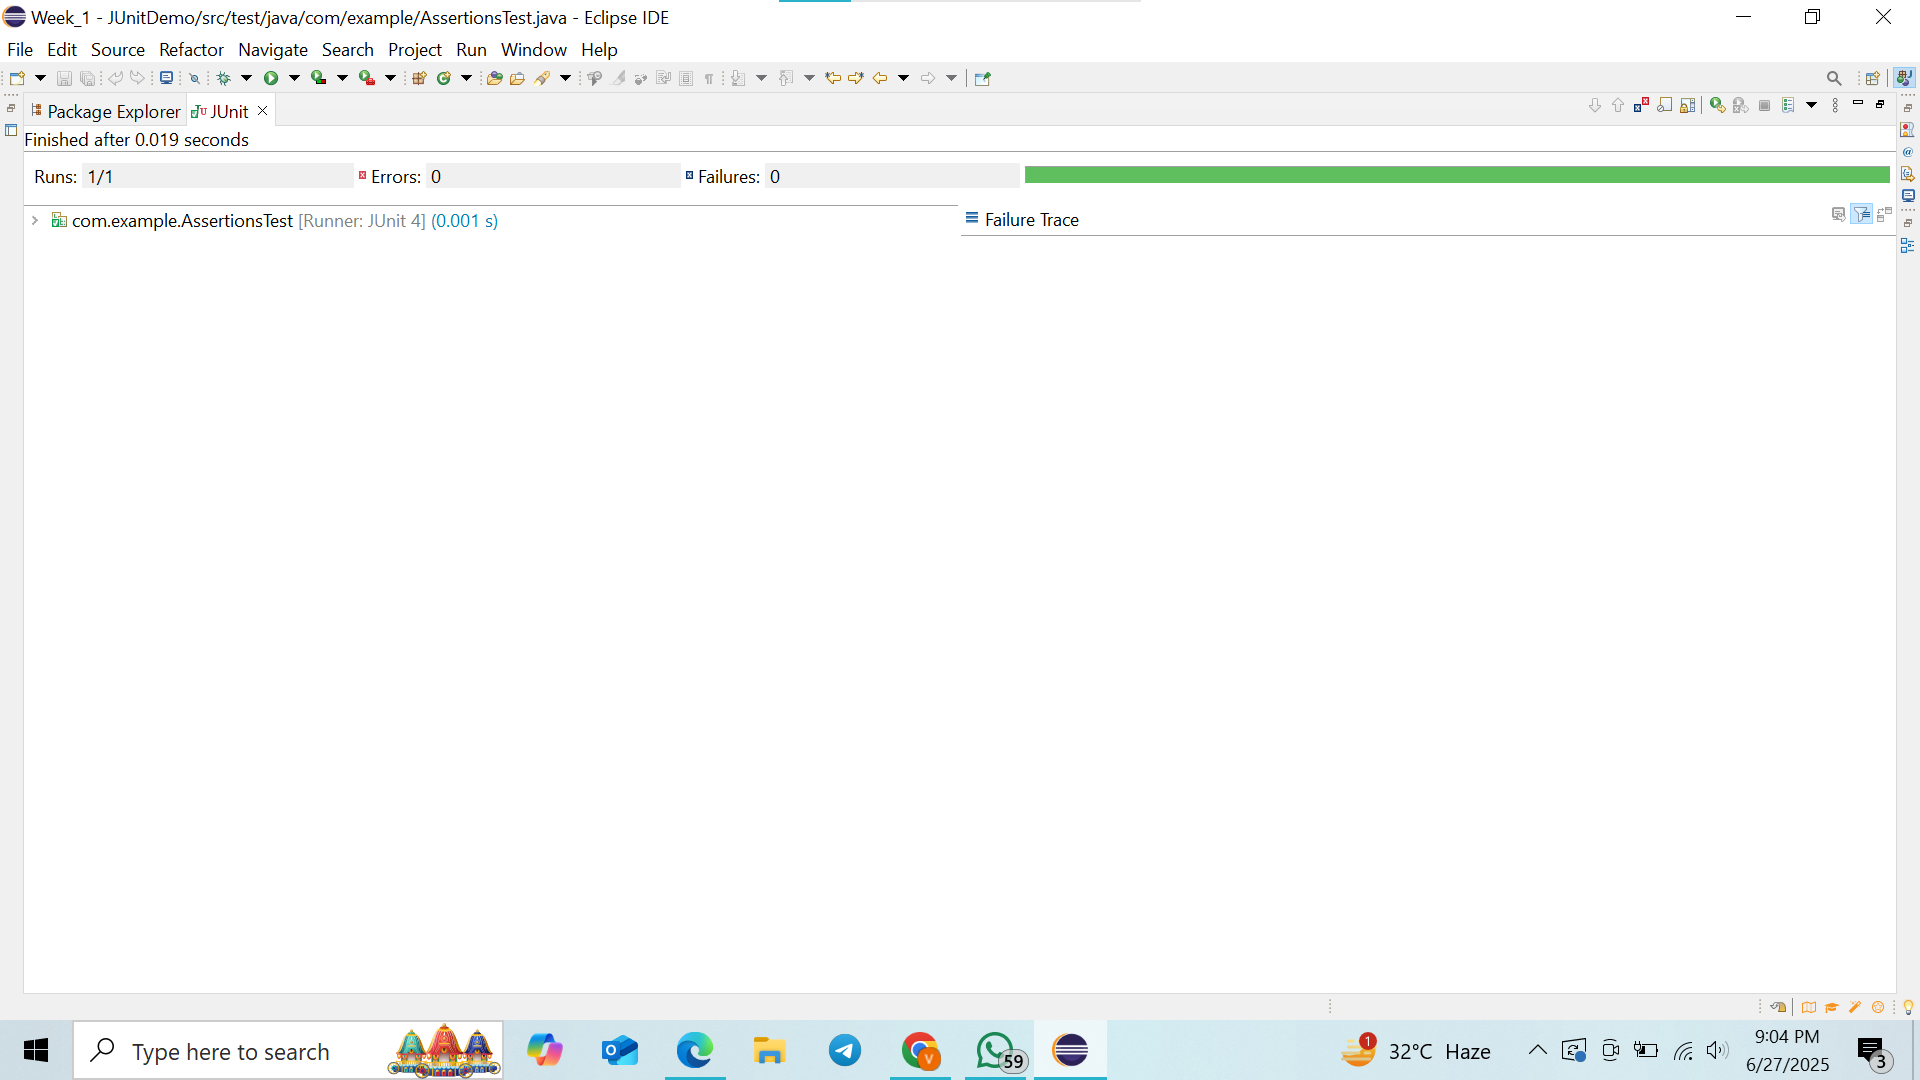 Week_1 - JUnitDemo/src/test/java/com/example/AssertionsTest.java - Eclipse IDE
File Edit Source Refactor Navigate Search Project Run Window Help
Package Explorer JUnit
Finished after 0.019 seconds
Runs: 1/1 Errors: 0 Failures: 0
com.example.AssertionsTest [Runner: JUnit 4] (0.001 s)
Failure Trace
Type here to search
59
1
32°C Haze
9:04 PM
6/27/2025
3